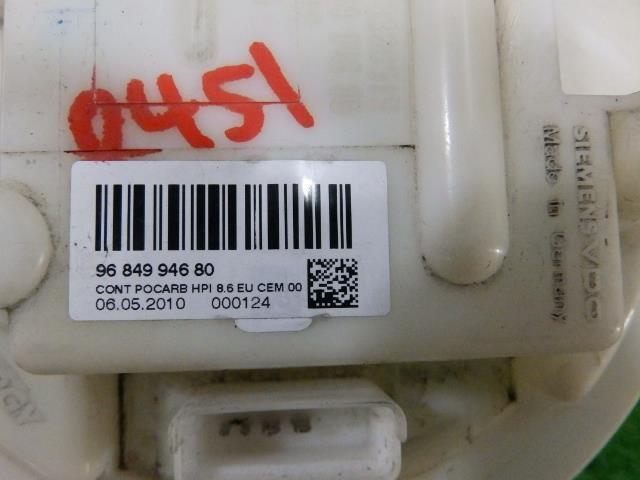 0451
96 849 946 80
CONT POCARB HPI 8.6 EU CEM 00
06.05.2010 000124
SIEMENS VDO
Made in Germany